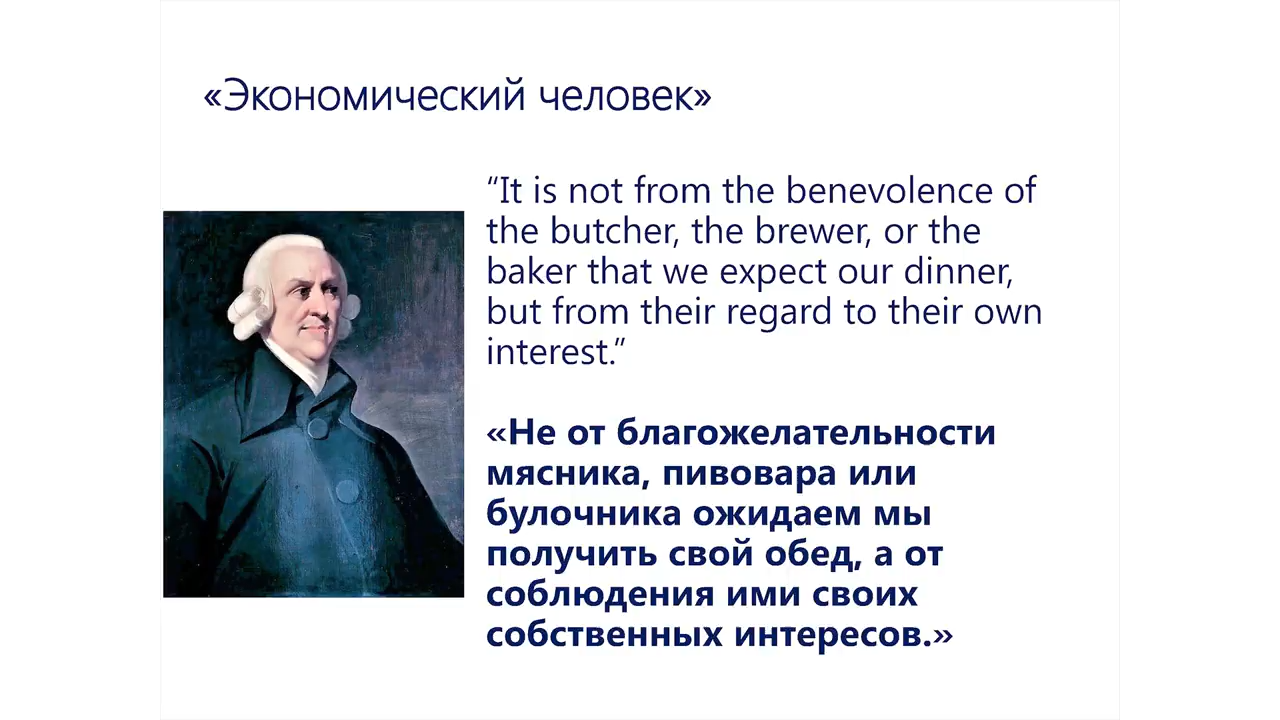 «Экономический человек»
“It is not from the benevolence of
the butcher, the brewer, or the
baker that we expect our dinner,
but from their regard to their own
interest.”
«Не от благожелательности
мясника, пивовара или
булочника ожидаем мы
получить свой обед, а от
соблюдения ими своих
собственных интересов.»